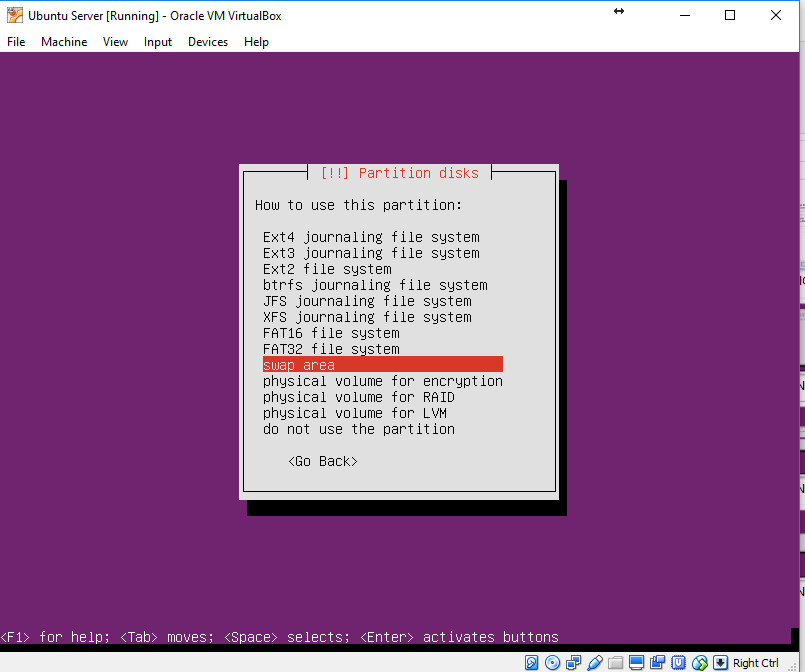 Ubuntu Server [Running] - Oracle VM VirtualBox
File Machine View Input Devices Help
[!!] Partition disks
How to use this partition:
Ext4 journaling file system
Ext3 journaling file system
Ext2 file system
btrfs journaling file system
JFS journaling file system
XFS journaling file system
FAT16 file system
FAT32 file system
swap area
physical volume for encryption
physical volume for RAID
physical volume for LVM
do not use the partition
<Go Back>
<F1> for help; <Tab> moves; <Space> selects; <Enter> activates buttons
Right Ctrl